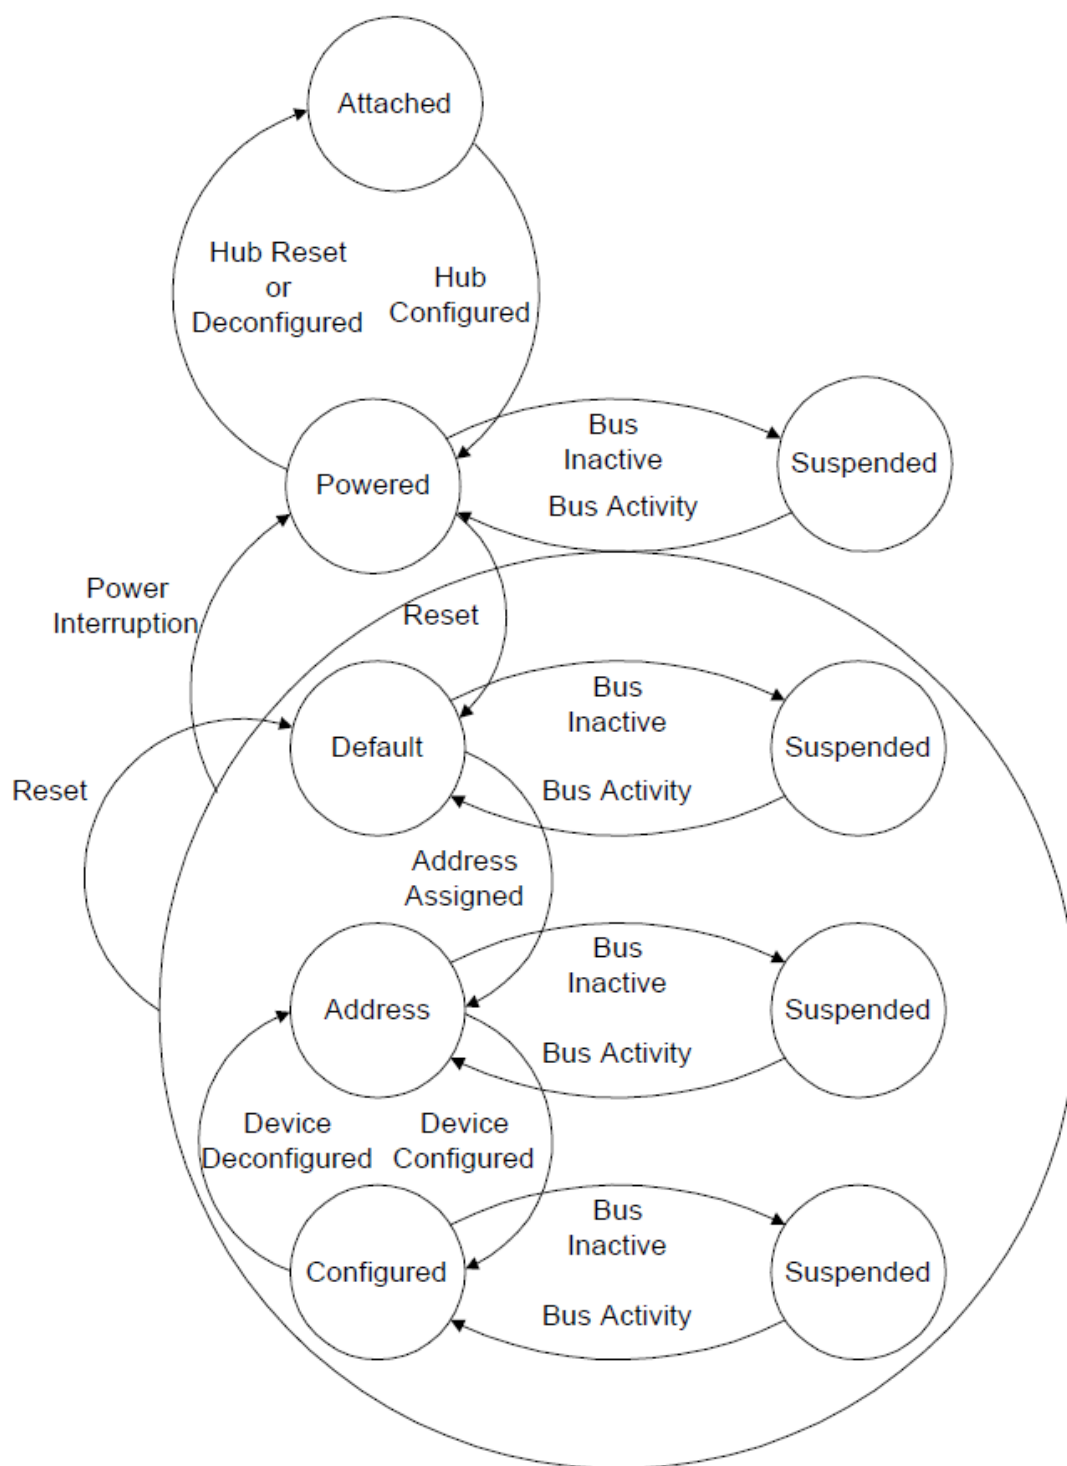 Attached
Hub Reset
or
Deconfigured
Hub
Configured
Powered
Bus
Inactive
Bus Activity
Suspended
Power
Interruption
Reset
Default
Bus
Inactive
Bus Activity
Suspended
Reset
Address
Assigned
Address
Bus
Inactive
Bus Activity
Suspended
Device
Deconfigured
Device
Configured
Configured
Bus
Inactive
Bus Activity
Suspended